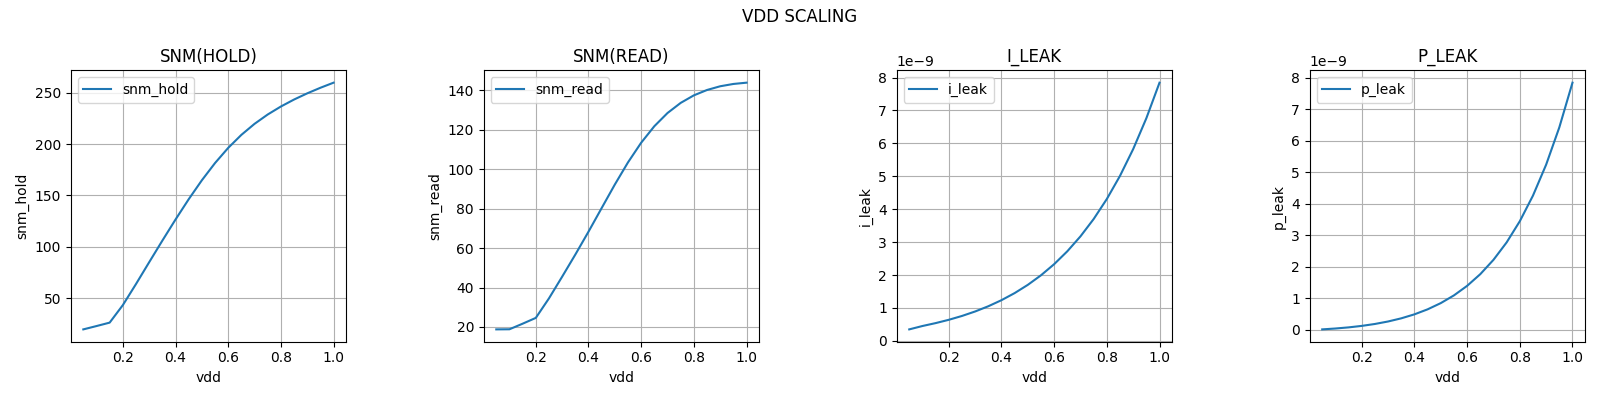 VDD SCALING
SNM(HOLD)
snm_hold
250
200
150
100
50
snm_hold
0.2 0.4 0.6 0.8 1.0
vdd
SNM(READ)
snm_read
140
120
100
80
60
40
20
snm_read
0.2 0.4 0.6 0.8 1.0
vdd
I_LEAK
1e−9
i_leak
8
7
6
5
4
3
2
1
0
i_leak
0.2 0.4 0.6 0.8 1.0
vdd
P_LEAK
1e−9
p_leak
8
7
6
5
4
3
2
1
0
p_leak
0.2 0.4 0.6 0.8 1.0
vdd